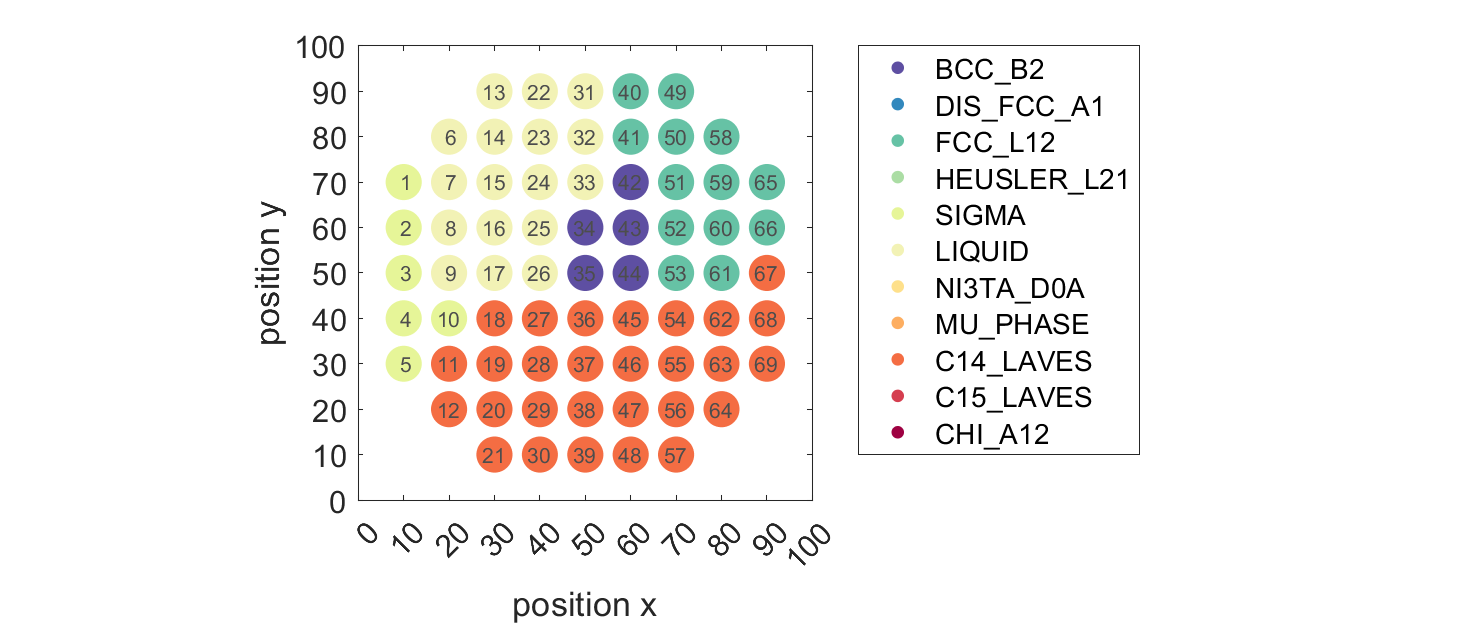 100
90 13 22 31 40 49
80 6 14 23 32 41 50 58
70 1 7 15 24 33 42 51 59 65
60 2 8 16 25 34 43 52 60 66
50 3 9 17 26 35 44 53 61 67
40 4 10 18 27 36 45 54 62 68
30 5 11 19 28 37 46 55 63 69
20 12 20 29 38 47 56 64
10 21 30 39 48 57
0
0 10 20 30 40 50 60 70 80 90 100
position x
position y
BCC_B2
DIS_FCC_A1
FCC_L12
HEUSLER_L21
SIGMA
LIQUID
NI3TA_D0A
MU_PHASE
C14_LAVES
C15_LAVES
CHI_A12